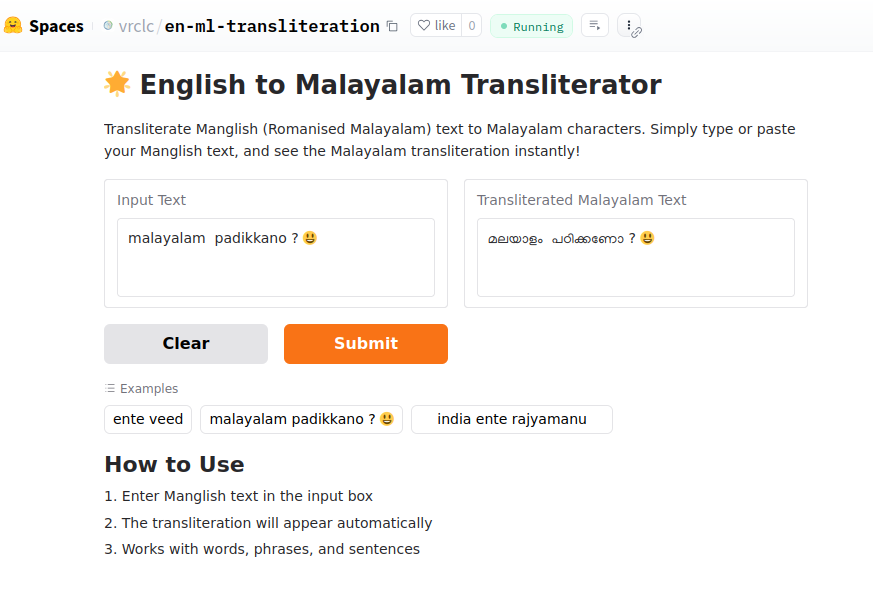 🤗 Spaces vrclc/en-ml-transliteration like 0 Running
🌟 English to Malayalam Transliterator
Transliterate Manglish (Romanised Malayalam) text to Malayalam characters. Simply type or paste
your Manglish text, and see the Malayalam transliteration instantly!
Input Text
malayalam  padikkano ? 😃
Transliterated Malayalam Text
മലയാളം  പഠിക്കണോ ? 😃
Clear
Submit
Examples
ente veed
malayalam padikkano ? 😃
india ente rajyamanu
How to Use
1. Enter Manglish text in the input box
2. The transliteration will appear automatically
3. Works with words, phrases, and sentences